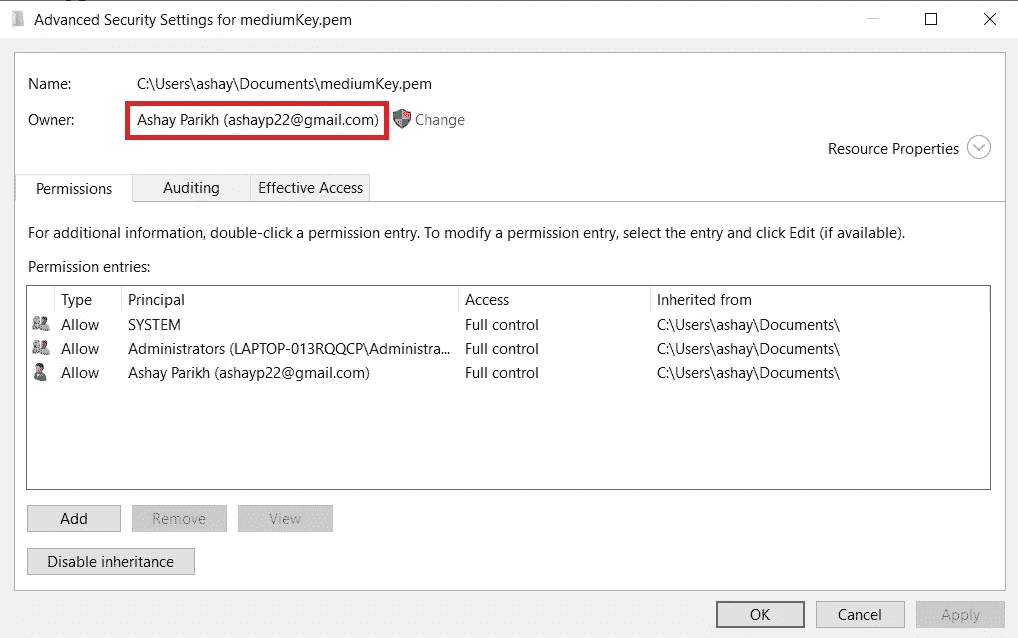 Advanced Security Settings for mediumKey.pem
Name: C:\Users\ashay\Documents\mediumKey.pem
Owner: Ashay Parikh (ashayp22@gmail.com) Change
Resource Properties
Permissions Auditing Effective Access
For additional information, double-click a permission entry. To modify a permission entry, select the entry and click Edit (if available).
Permission entries:
Type Principal Access Inherited from
Allow SYSTEM Full control C:\Users\ashay\Documents\
Allow Administrators (LAPTOP-013RQQCP\Administra... Full control C:\Users\ashay\Documents\
Allow Ashay Parikh (ashayp22@gmail.com) Full control C:\Users\ashay\Documents\
Add Remove View
Disable inheritance
OK Cancel Apply